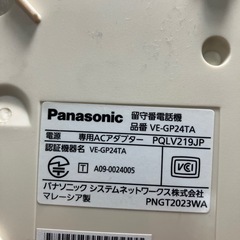 Panasonic 留守番電話機
品番 VE-GP24TA
電源 専用ACアダプター PQLV219JP
認証機器名 VE-GP24TA
T A09-0024005
VCI
パナソニック システムネットワークス株式会社
マレーシア製
PNGT2023WA